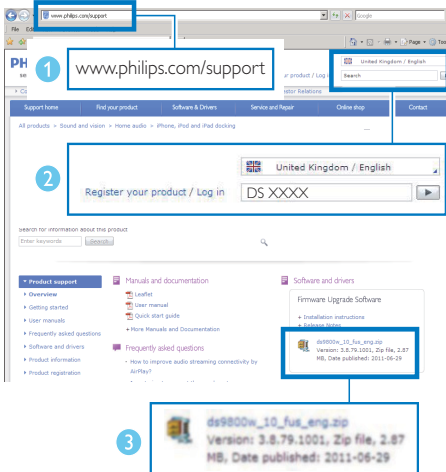 www.philips.com/support
Google
File
Page
PH
1
www.philips.com/support
United Kingdom / English
Search
Support home
Find your product
Software & Drivers
Service and Repair
Online shop
Contact
All products > Sound and vision > Home audio > iPhone, iPod and iPad docking
2
United Kingdom / English
Register your product / Log in
DS XXXX
Search for information about this product
Enter keywords
Search
Product support
Overview
Getting started
User manuals
Frequently asked questions
Software and drivers
Product information
Product registration
Manuals and documentation
Leaflet
User manual
Quick start guide
+ More Manuals and Documentation
Frequently asked questions
- How to improve audio streaming connectivity by
AirPlay?
Software and drivers
Firmware Upgrade Software
+ Installation instructions
+ Release Notes
ds9800w_10_fus_eng.zip
Version: 3.8.79.1001, Zip file, 2.87
MB, Date published: 2011-06-29
3
ds9800w_10_fus_eng.zip
Version: 3.8.79.1001, Zip file, 2.87
MB, Date published: 2011-06-29